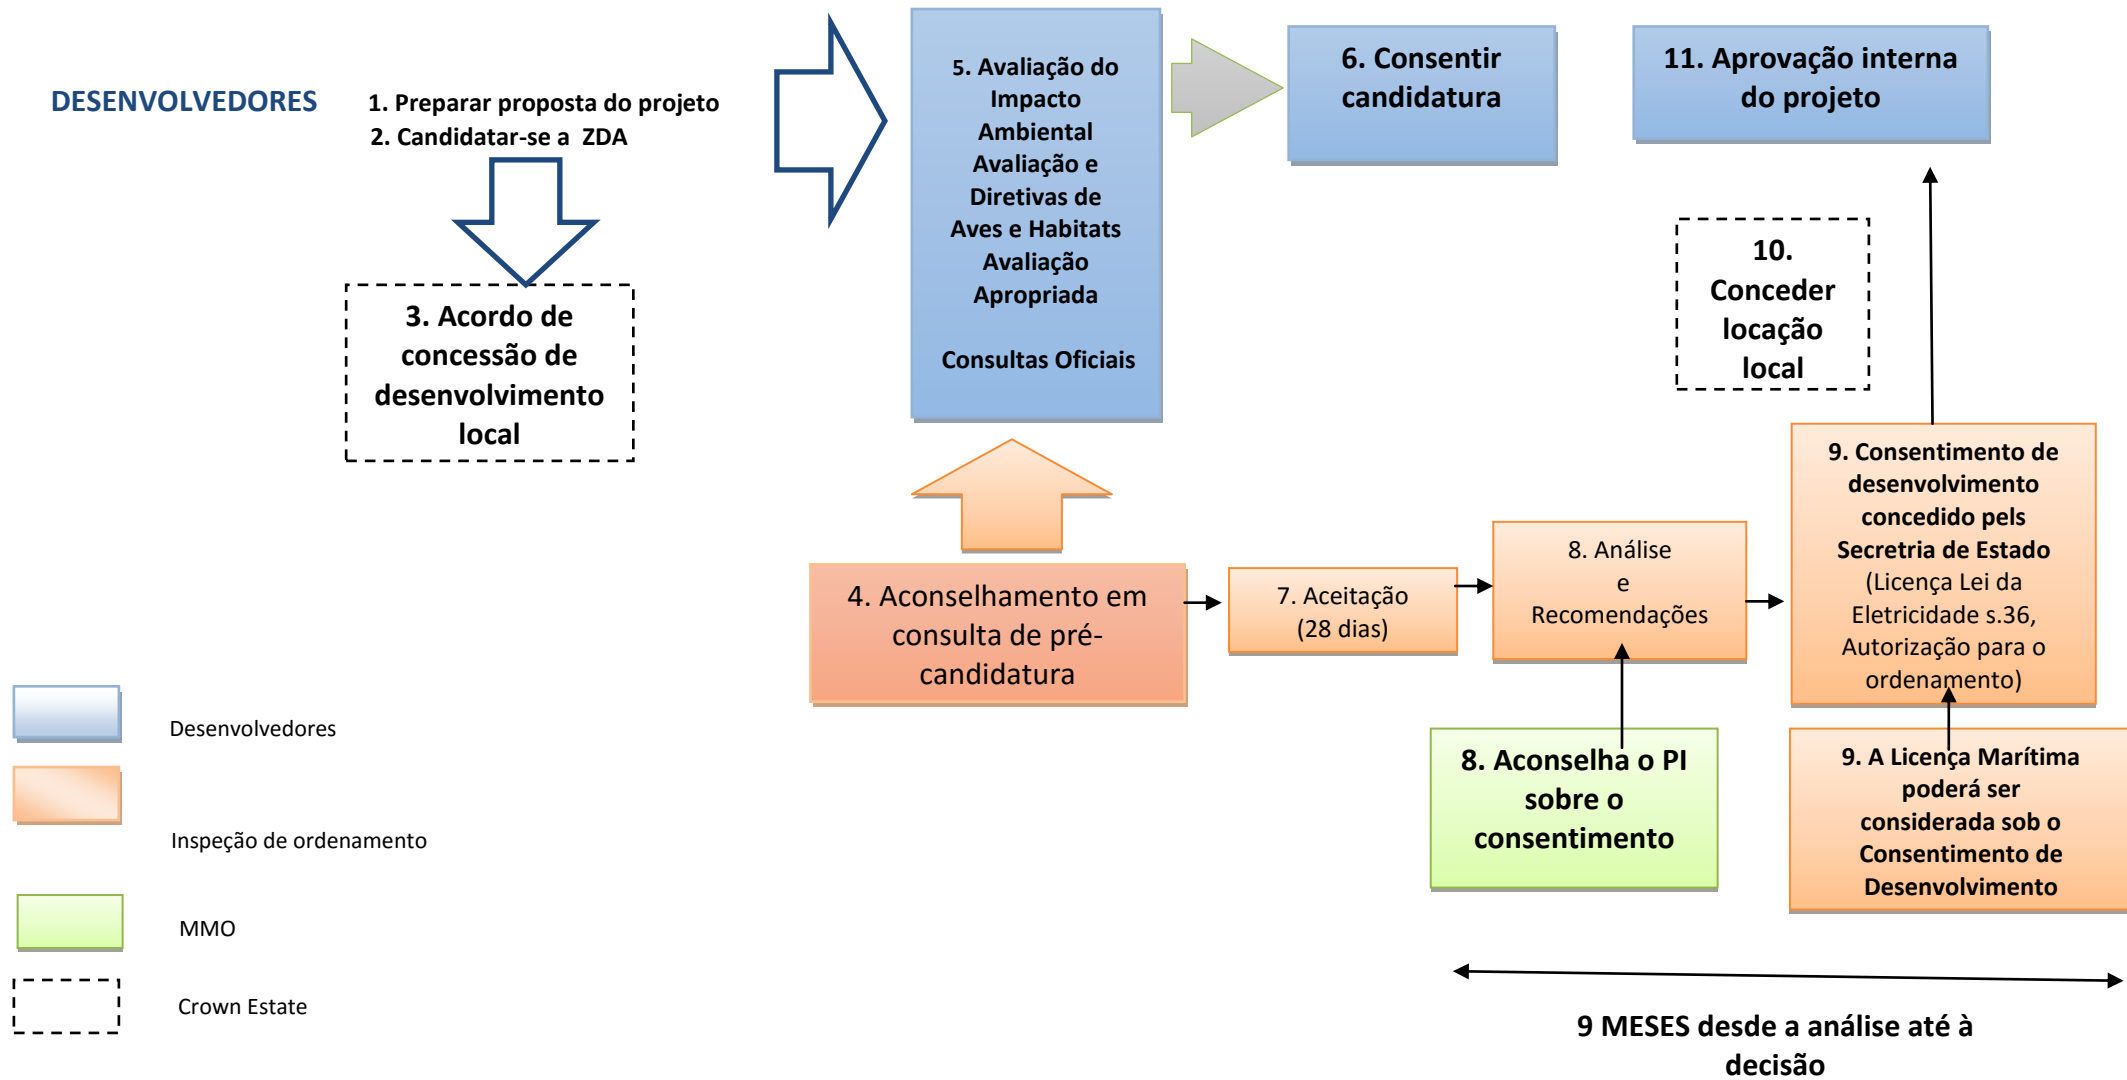 DESENVOLVEDORES
1. Preparar proposta do projeto
2. Candidatar-se a ZDA
3. Acordo de
concessão de
desenvolvimento
local
5. Avaliação do
Impacto
Ambiental
Avaliação e
Diretivas de
Aves e Habitats
Avaliação
Apropriada
Consultas Oficiais
6. Consentir
candidatura
11. Aprovação interna
do projeto
10.
Conceder
locação
local
4. Aconselhamento em
consulta de pré-
candidatura
7. Aceitação
(28 dias)
8. Análise
e
Recomendações
9. Consentimento de
desenvolvimento
concedido pels
Secretria de Estado
(Licença Lei da
Eletricidade s.36,
Autorização para o
ordenamento)
8. Aconselha o PI
sobre o
consentimento
9. A Licença Marítima
poderá ser
considerada sob o
Consentimento de
Desenvolvimento
9 MESES desde a análise até à
decisão
Desenvolvedores
Inspeção de ordenamento
MMO
Crown Estate